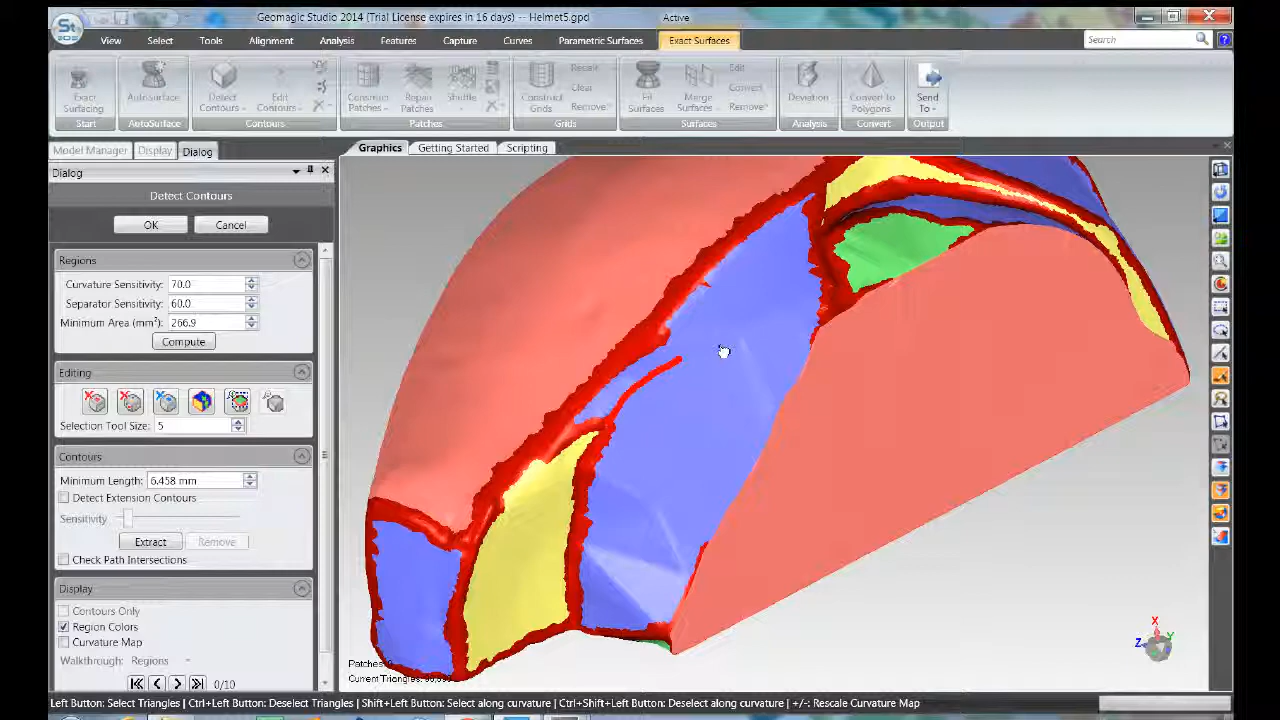 Geomagic Studio 2014 (Trial License expires in 16 days) -- Helmet5.gpd
Active
View Select Tools Alignment Analysis Features Capture Curves Parametric Surfaces Exact Surfaces
Search
Exact Surfacing
AutoSurface
Detect Contours
Edit Contours
Construct Patches
Repair Patches
Shuffle
Construct Grids
Recall
Clear
Remove
Fit Surfaces
Merge Surfaces
Edit
Convert
Remove
Deviation
Convert to Polygons
Send To
Start AutoSurface Contours Patches Grids Surfaces Analysis Convert Output
Model Manager Display Dialog
Graphics Getting Started Scripting
Dialog
Detect Contours
OK Cancel
Regions
Curvature Sensitivity: 70.0
Separator Sensitivity: 60.0
Minimum Area (mm²): 266.9
Compute
Editing
Selection Tool Size: 5
Contours
Minimum Length: 6.458 mm
Detect Extension Contours
Sensitivity
Extract Remove
Check Path Intersections
Display
Contours Only
Region Colors
Curvature Map
Walkthrough: Regions
0/10
Patches:
Current Triangles:
X
Y
Z
Left Button: Select Triangles | Ctrl+Left Button: Deselect Triangles | Shift+Left Button: Select along curvature | Ctrl+Shift+Left Button: Deselect along curvature | +/-: Rescale Curvature Map